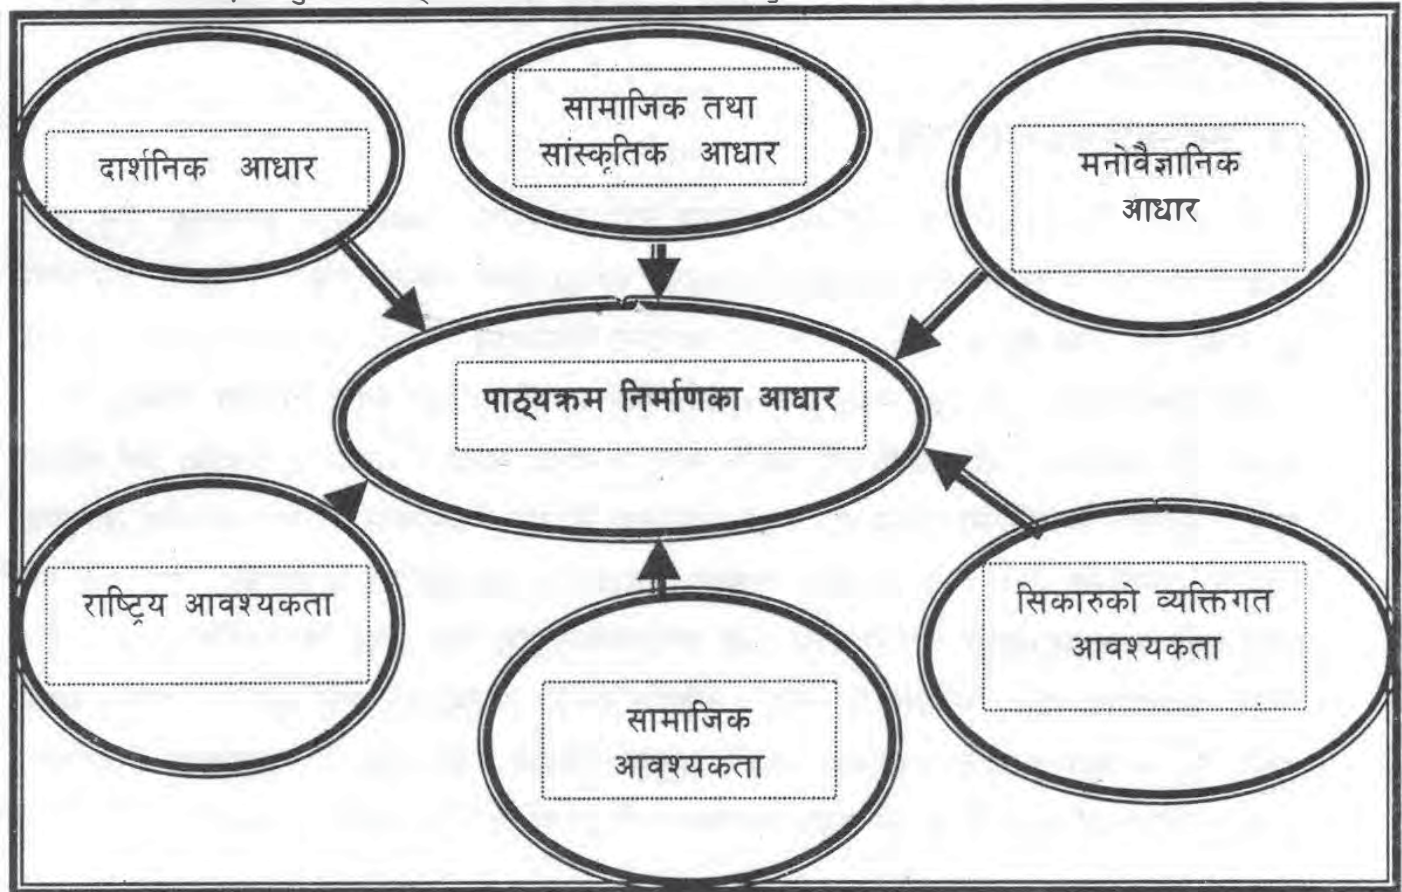 दार्शनिक आधार
सामाजिक तथा
सांस्कृतिक आधार
मनोवैज्ञानिक
आधार
पाठ्यक्रम निर्माणका आधार
राष्ट्रिय आवश्यकता
सामाजिक
आवश्यकता
सिकारुको व्यक्तिगत
आवश्यकता